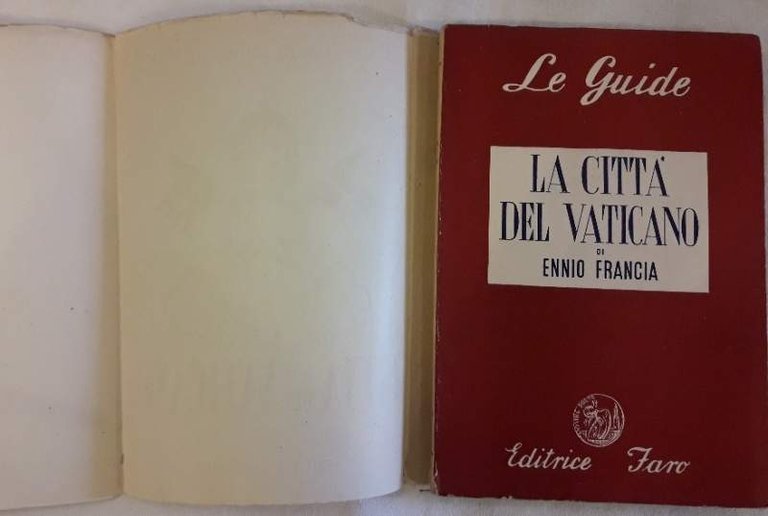 Le Guide
LA CITTÀ
DEL VATICANO
DI
ENNIO FRANCIA
Editrice Faro